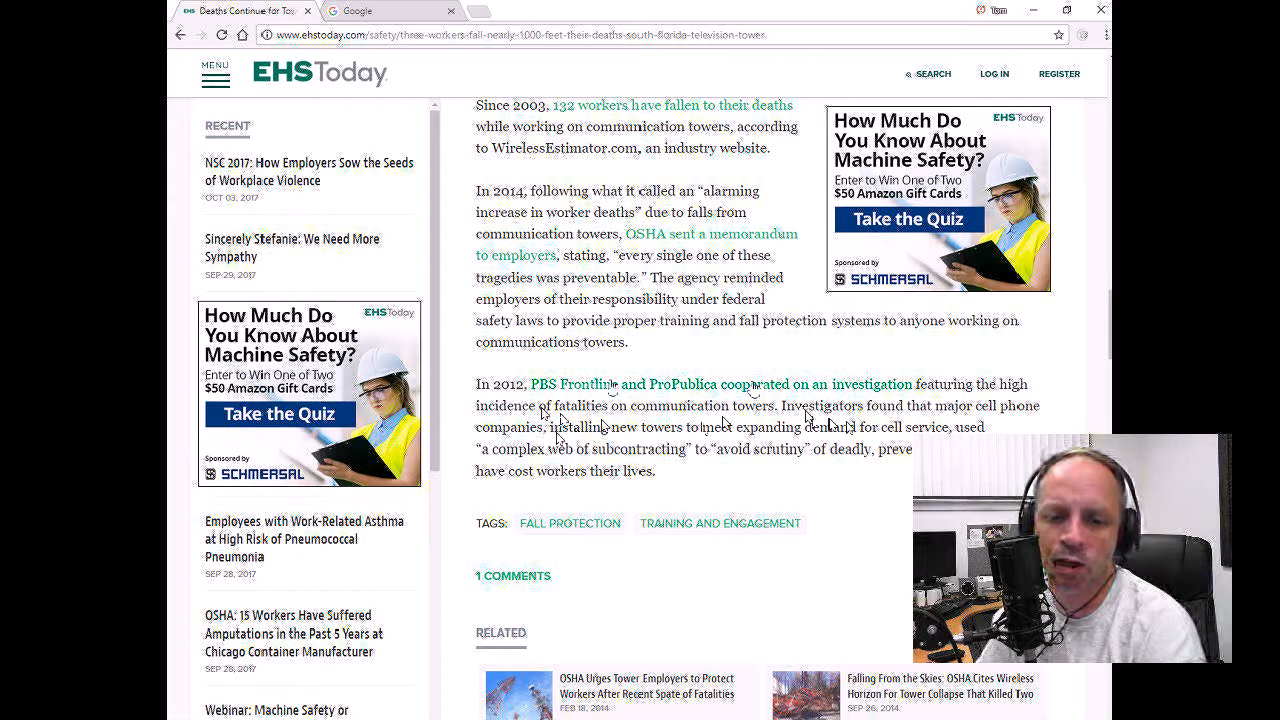 EHS Deaths Continue for To
Google
Tom
www.ehstoday.com/safety/three-workers-fall-nearly-1000-feet-their-deaths-south-florida-television-tower
MENU
EHSToday
SEARCH
LOG IN
REGISTER
RECENT
NSC 2017: How Employers Sow the Seeds
of Workplace Violence
OCT 03, 2017
Sincerely Stefanie: We Need More
Sympathy
SEP 29, 2017
EHSToday
How Much Do
You Know About
Machine Safety?
Enter to Win One of Two
$50 Amazon Gift Cards
Take the Quiz
Sponsored by
SCHMERSAL
Employees with Work-Related Asthma
at High Risk of Pneumococcal
Pneumonia
SEP 28, 2017
OSHA: 15 Workers Have Suffered
Amputations in the Past 5 Years at
Chicago Container Manufacturer
SEP 28, 2017
Webinar: Machine Safety or
Since 2003, 132 workers have fallen to their deaths
while working on communication towers, according
to WirelessEstimator.com, an industry website.
In 2014, following what it called an “alarming
increase in worker deaths” due to falls from
communication towers, OSHA sent a memorandum
to employers, stating, “every single one of these
tragedies was preventable.” The agency reminded
employers of their responsibility under federal
safety laws to provide proper training and fall protection systems to anyone working on
communications towers.
In 2012, PBS Frontline and ProPublica cooperated on an investigation featuring the high
incidence of fatalities on communication towers. Investigators found that major cell phone
companies, installing new towers to meet expanding demand for cell service, used
“a complex web of subcontracting” to “avoid scrutiny” of deadly, preve
have cost workers their lives.
TAGS: FALL PROTECTION TRAINING AND ENGAGEMENT
1 COMMENTS
RELATED
OSHA Urges Tower Employers to Protect
Workers After Recent Spate of Fatalities
FEB 18, 2014
Falling From the Skies: OSHA Cites Wireless
Horizon For Tower Collapse That Killed Two
SEP 26, 2014
EHSToday
How Much Do
You Know About
Machine Safety?
Enter to Win One of Two
$50 Amazon Gift Cards
Take the Quiz
Sponsored by
SCHMERSAL